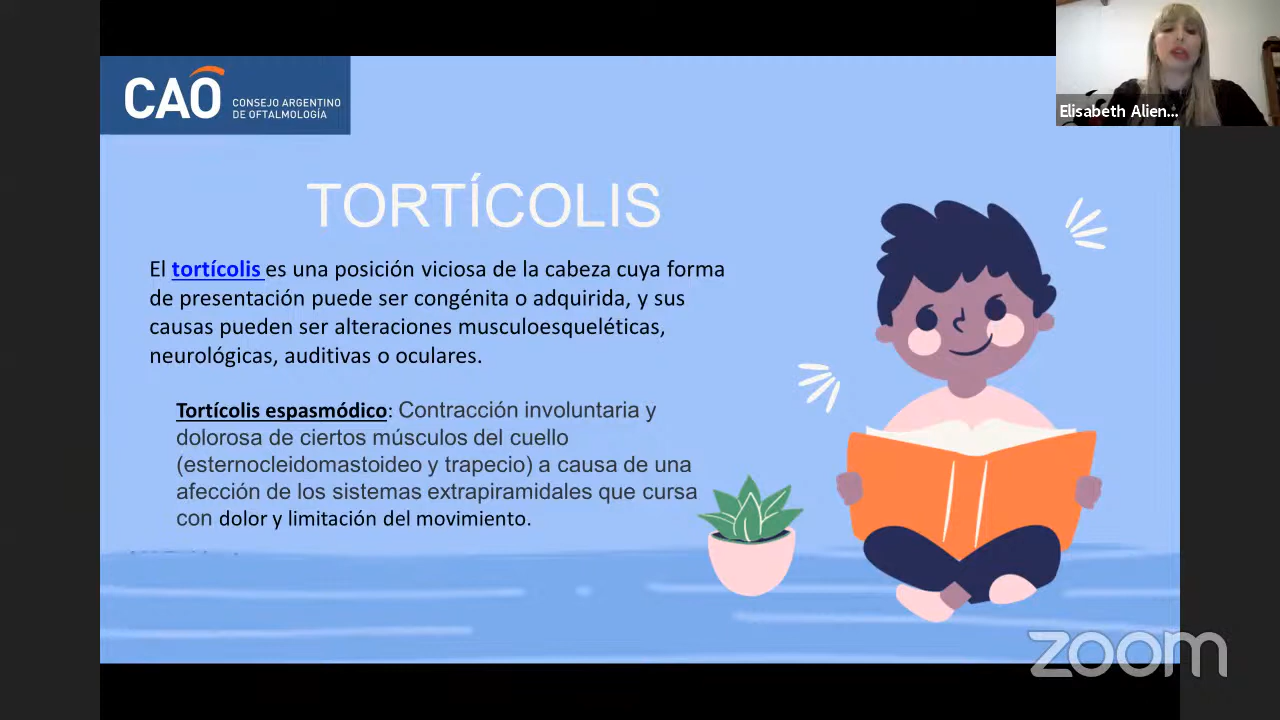 CAO CONSEJO ARGENTINO
DE OFTALMOLOGÍA
Elisabeth Alien...
TORTÍCOLIS
El tortícolis es una posición viciosa de la cabeza cuya forma
de presentación puede ser congénita o adquirida, y sus
causas pueden ser alteraciones musculoesqueléticas,
neurológicas, auditivas o oculares.
Tortícolis espasmódico: Contracción involuntaria y
dolorosa de ciertos músculos del cuello
(esternocleidomastoideo y trapecio) a causa de una
afección de los sistemas extrapiramidales que cursa
con dolor y limitación del movimiento.
zoom